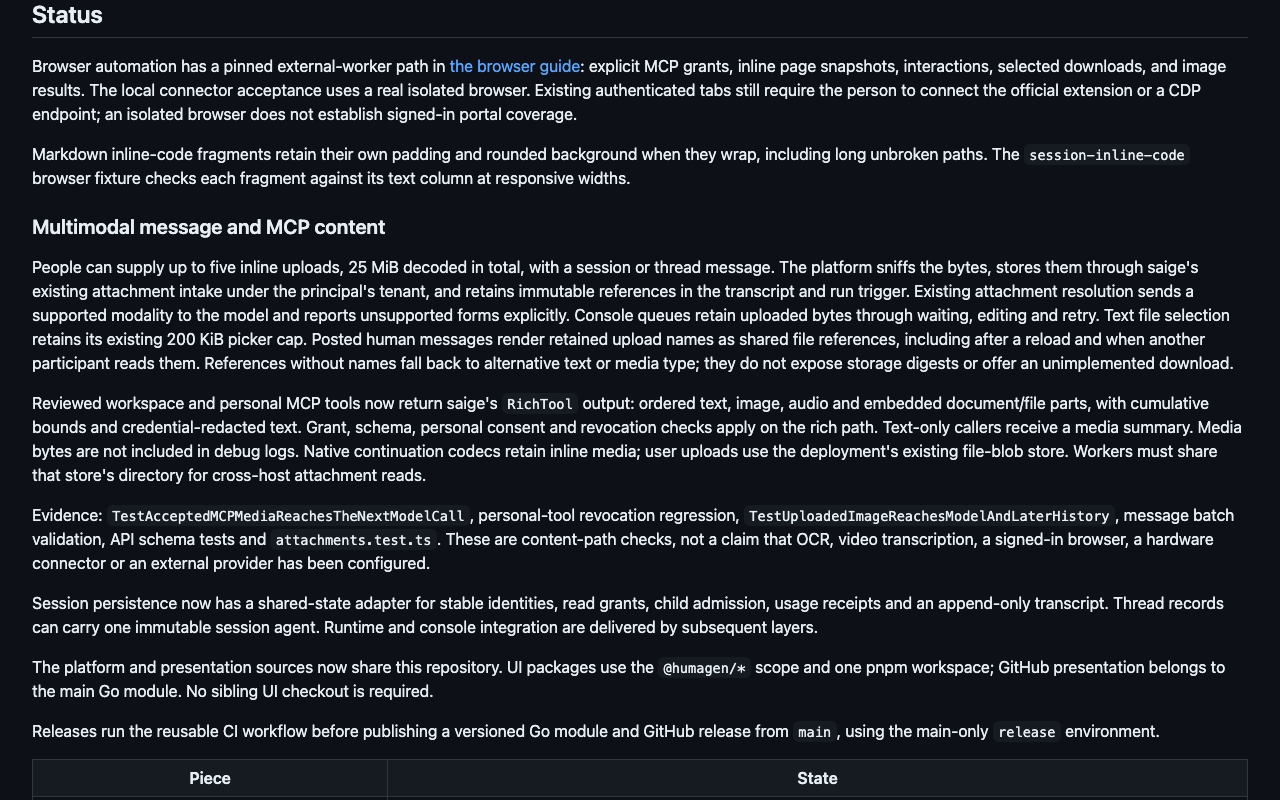 Status
Browser automation has a pinned external-worker path in the browser guide: explicit MCP grants, inline page snapshots, interactions, selected downloads, and image
results. The local connector acceptance uses a real isolated browser. Existing authenticated tabs still require the person to connect the official extension or a CDP
endpoint; an isolated browser does not establish signed-in portal coverage.
Markdown inline-code fragments retain their own padding and rounded background when they wrap, including long unbroken paths. The session-inline-code
browser fixture checks each fragment against its text column at responsive widths.
Multimodal message and MCP content
People can supply up to five inline uploads, 25 MiB decoded in total, with a session or thread message. The platform sniffs the bytes, stores them through saige's
existing attachment intake under the principal's tenant, and retains immutable references in the transcript and run trigger. Existing attachment resolution sends a
supported modality to the model and reports unsupported forms explicitly. Console queues retain uploaded bytes through waiting, editing and retry. Text file selection
retains its existing 200 KiB picker cap. Posted human messages render retained upload names as shared file references, including after a reload and when another
participant reads them. References without names fall back to alternative text or media type; they do not expose storage digests or offer an unimplemented download.
Reviewed workspace and personal MCP tools now return saige's RichTool output: ordered text, image, audio and embedded document/file parts, with cumulative
bounds and credential-redacted text. Grant, schema, personal consent and revocation checks apply on the rich path. Text-only callers receive a media summary. Media
bytes are not included in debug logs. Native continuation codecs retain inline media; user uploads use the deployment's existing file-blob store. Workers must share
that store's directory for cross-host attachment reads.
Evidence: TestAcceptedMCPMediaReachesTheNextModelCall, personal-tool revocation regression, TestUploadedImageReachesModelAndLaterHistory, message batch
validation, API schema tests and attachments.test.ts. These are content-path checks, not a claim that OCR, video transcription, a signed-in browser, a hardware
connector or an external provider has been configured.
Session persistence now has a shared-state adapter for stable identities, read grants, child admission, usage receipts and an append-only transcript. Thread records
can carry one immutable session agent. Runtime and console integration are delivered by subsequent layers.
The platform and presentation sources now share this repository. UI packages use the @humagen/* scope and one pnpm workspace; GitHub presentation belongs to
the main Go module. No sibling UI checkout is required.
Releases run the reusable CI workflow before publishing a versioned Go module and GitHub release from main, using the main-only release environment.
Piece State